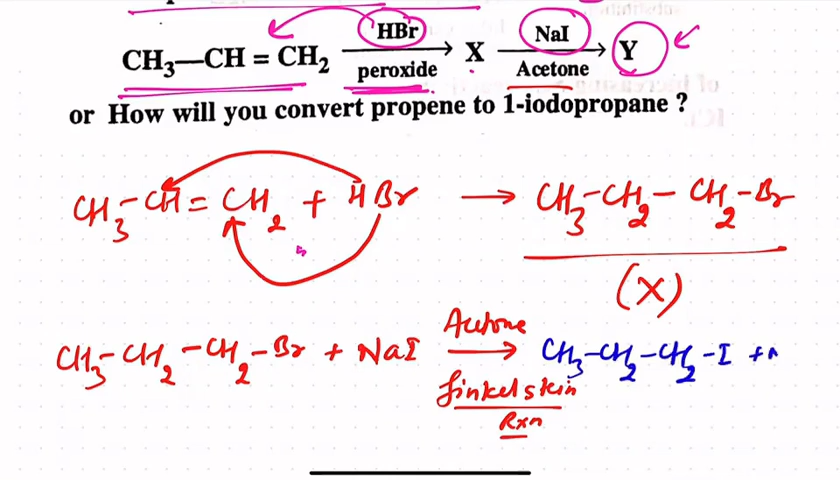 CH₃—CH = CH₂ HBr peroxide X NaI Acetone Y
or How will you convert propene to 1-iodopropane ?
CH₃-CH=CH₂ + HBr → CH₃-CH₂-CH₂-Br
(X)
CH₃-CH₂-CH₂-Br + NaI Acetone → finkelstein Rxn CH₃-CH₂-CH₂-I +